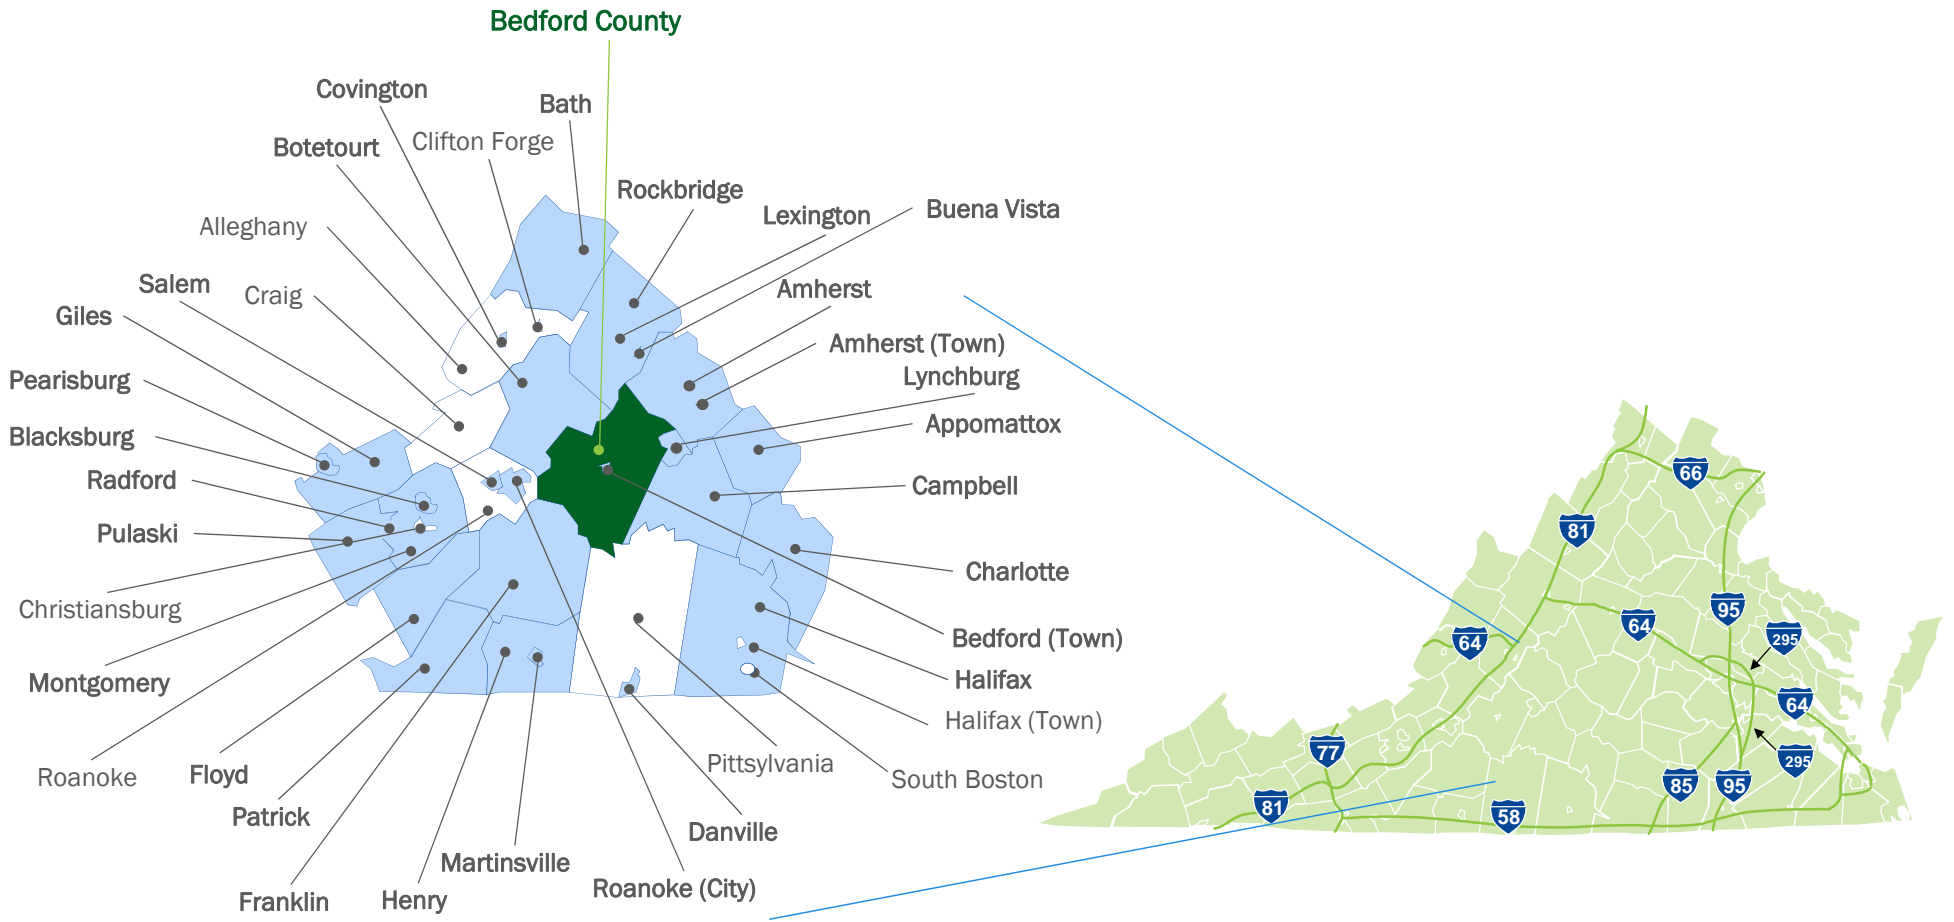 Bedford County
Covington
Bath
Clifton Forge
Botetourt
Rockbridge
Lexington
Buena Vista
Alleghany
Salem
Craig
Amherst
Giles
Amherst (Town)
Pearisburg
Lynchburg
Appomattox
Blacksburg
Radford
Campbell
Pulaski
Charlotte
Christiansburg
Bedford (Town)
Montgomery
Halifax
Halifax (Town)
Roanoke
Floyd
Pittsylvania
South Boston
Patrick
Danville
Martinsville
Roanoke (City)
Franklin
Henry
66
81
95
64
295
64
64
77
295
85
95
81
58